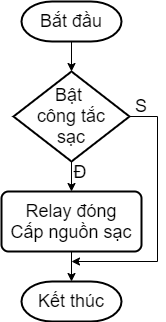 Bắt đầu
Bật
công tắc
sạc
S
Đ
Relay đóng
Cấp nguồn sạc
Kết thúc